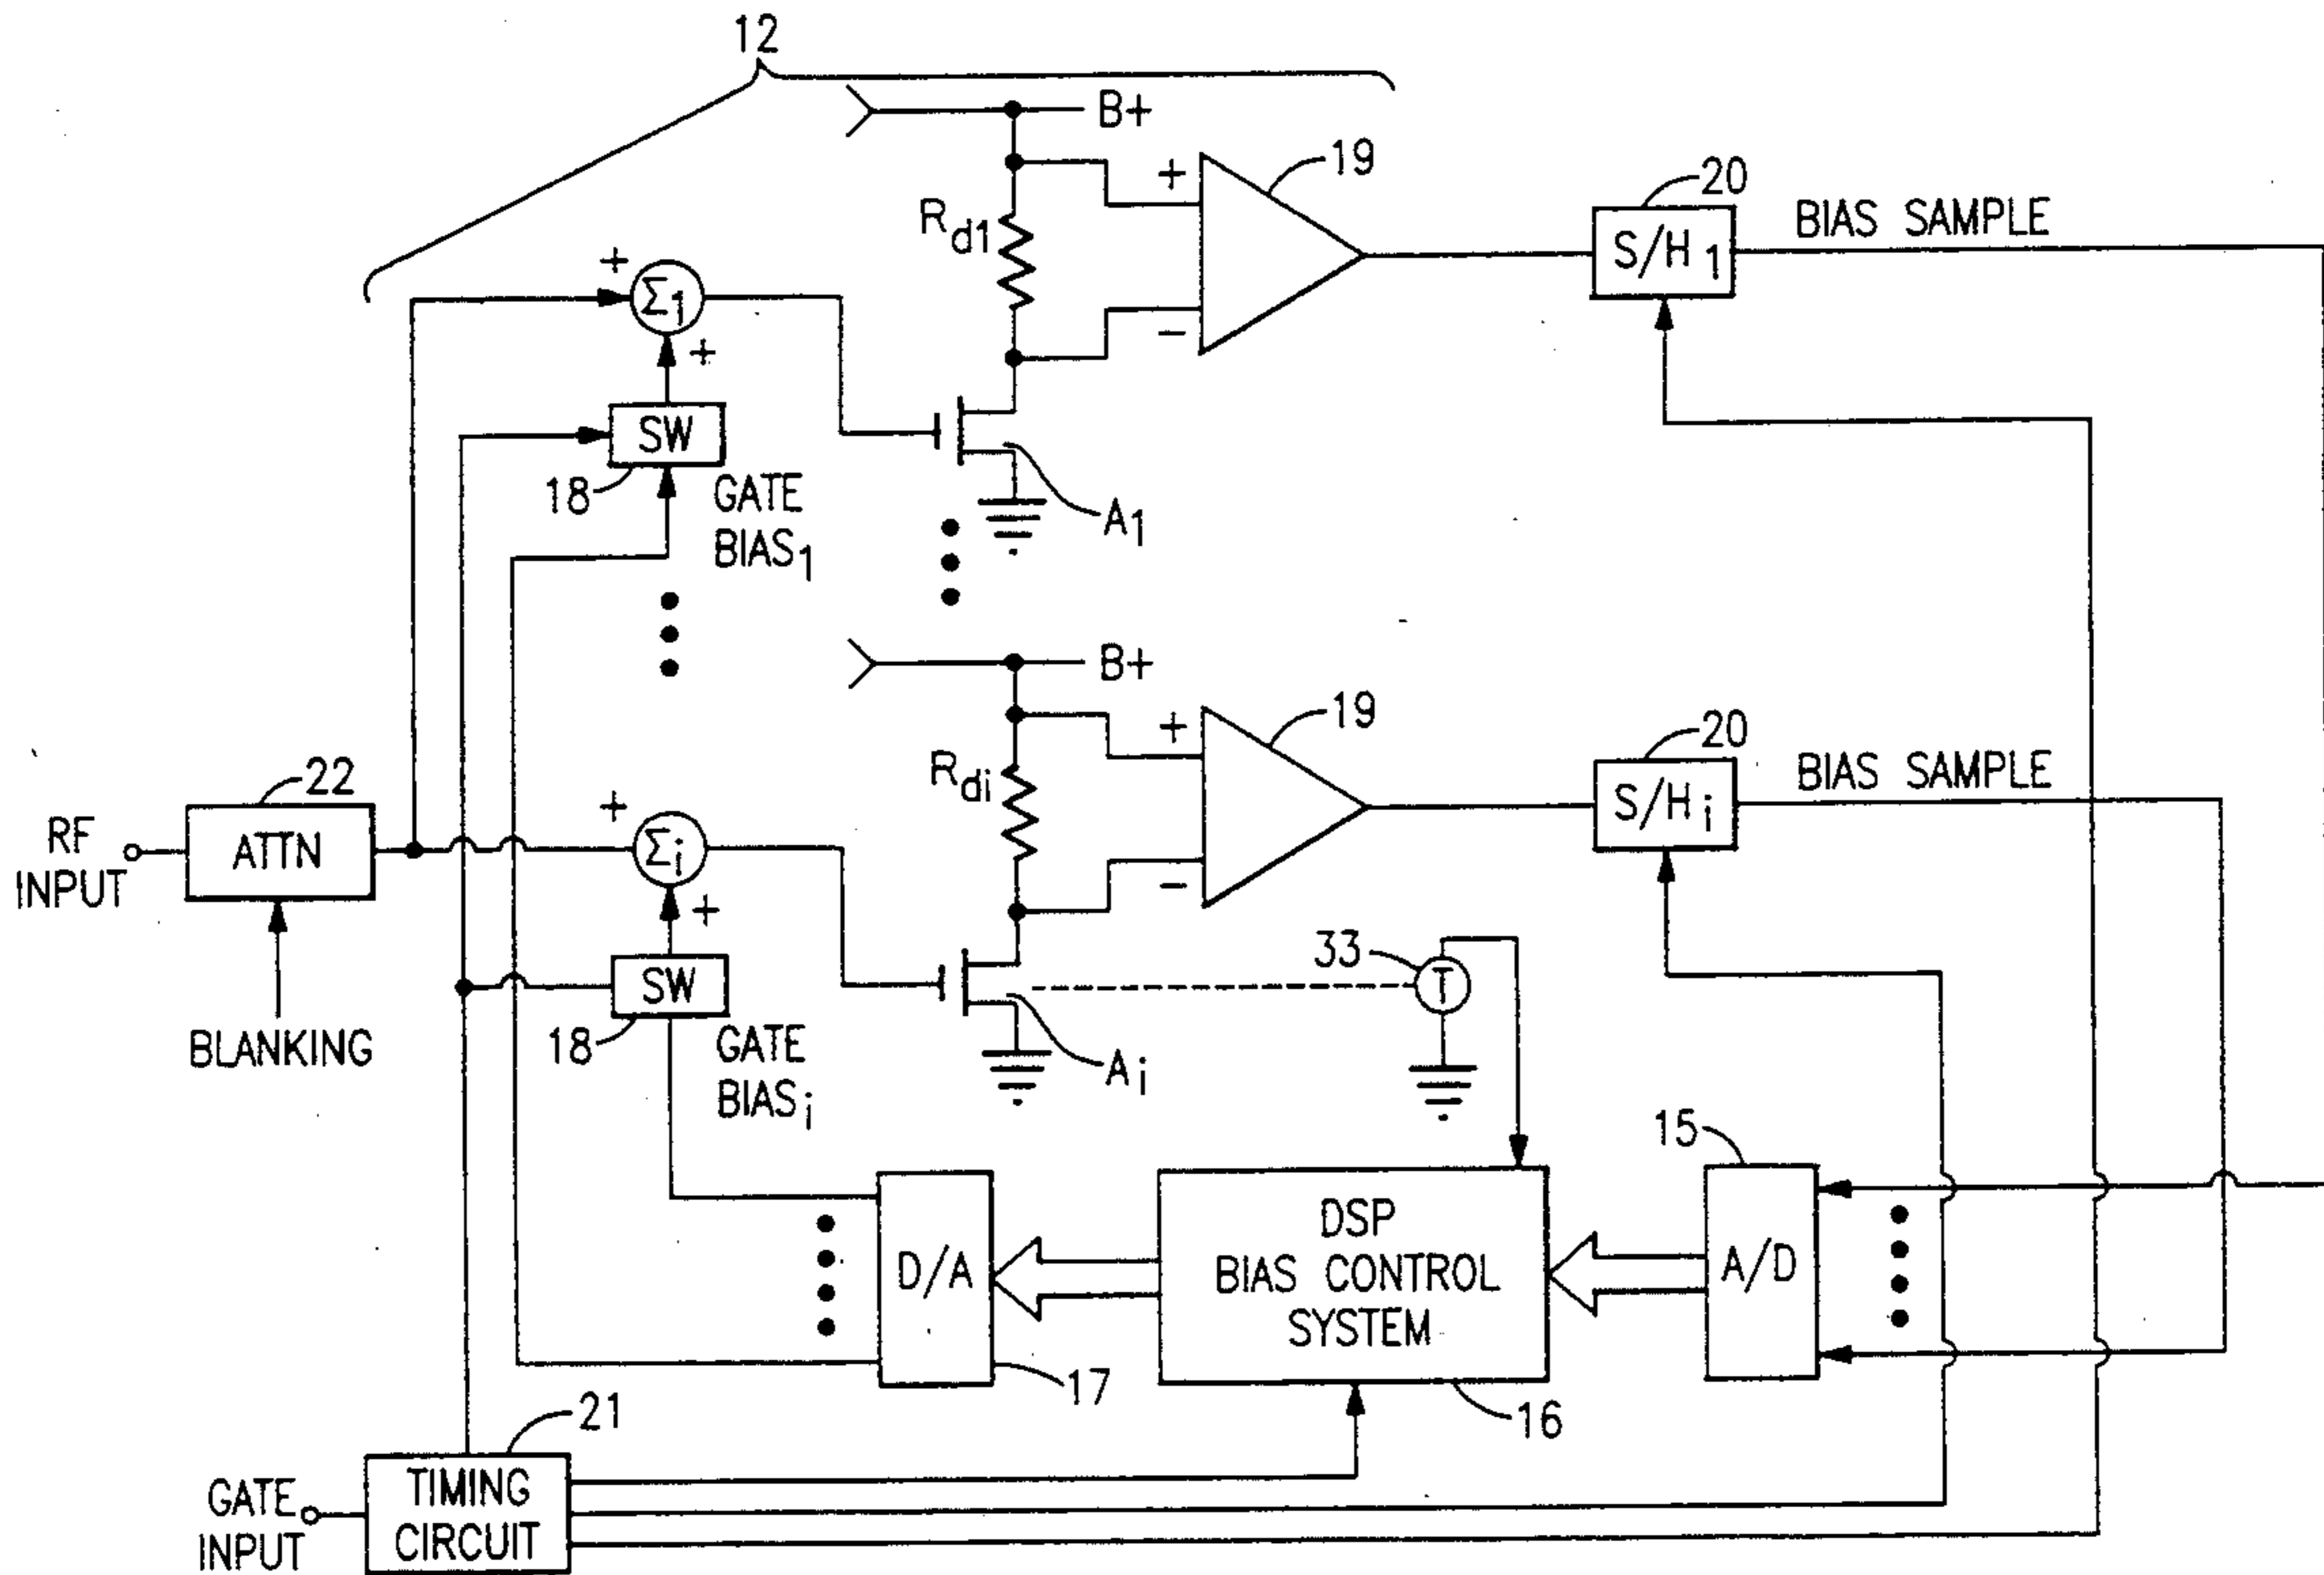 12
B+
19
20
+
Rd1
S/H1
BIAS SAMPLE
+
Σ1
−
+
SW
18
GATE
BIAS1
A1
B+
19
20
+
22
Rdi
S/Hi
BIAS SAMPLE
+
RF
INPUT
ATTN
Σi
−
+
33
T
SW
BLANKING
18
GATE
BIASi
Ai
15
D/A
DSP
BIAS CONTROL
SYSTEM
A/D
17
16
21
GATE
INPUT
TIMING
CIRCUIT